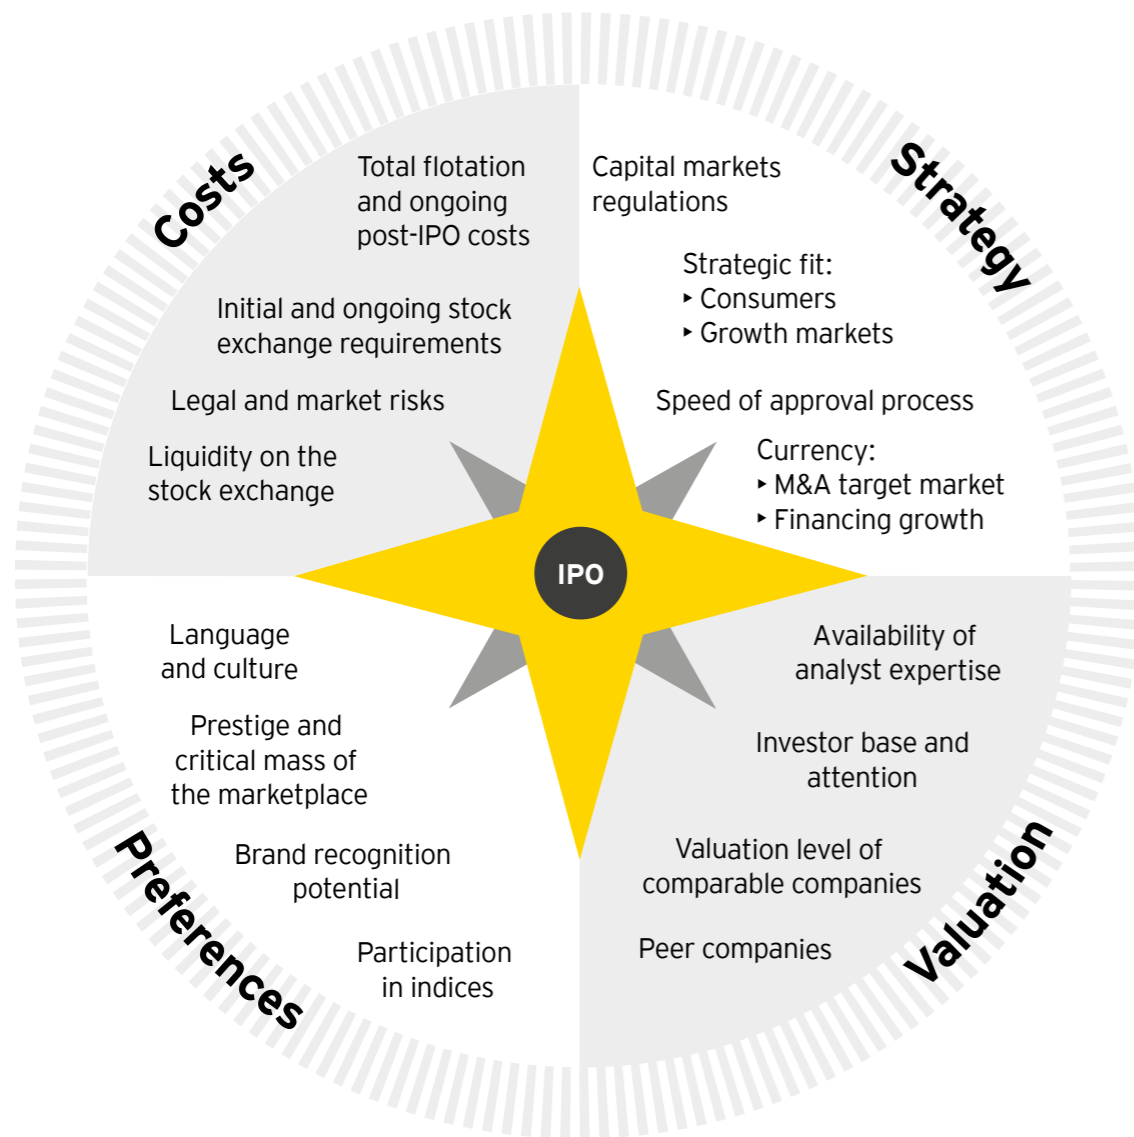 Costs
Total flotation
and ongoing
post-IPO costs
Initial and ongoing stock
exchange requirements
Legal and market risks
Liquidity on the
stock exchange
Strategy
Capital markets
regulations
Strategic fit:
‣ Consumers
‣ Growth markets
Speed of approval process
Currency:
‣ M&A target market
‣ Financing growth
IPO
Preferences
Language
and culture
Prestige and
critical mass of
the marketplace
Brand recognition
potential
Participation
in indices
Valuation
Availability of
analyst expertise
Investor base and
attention
Valuation level of
comparable companies
Peer companies